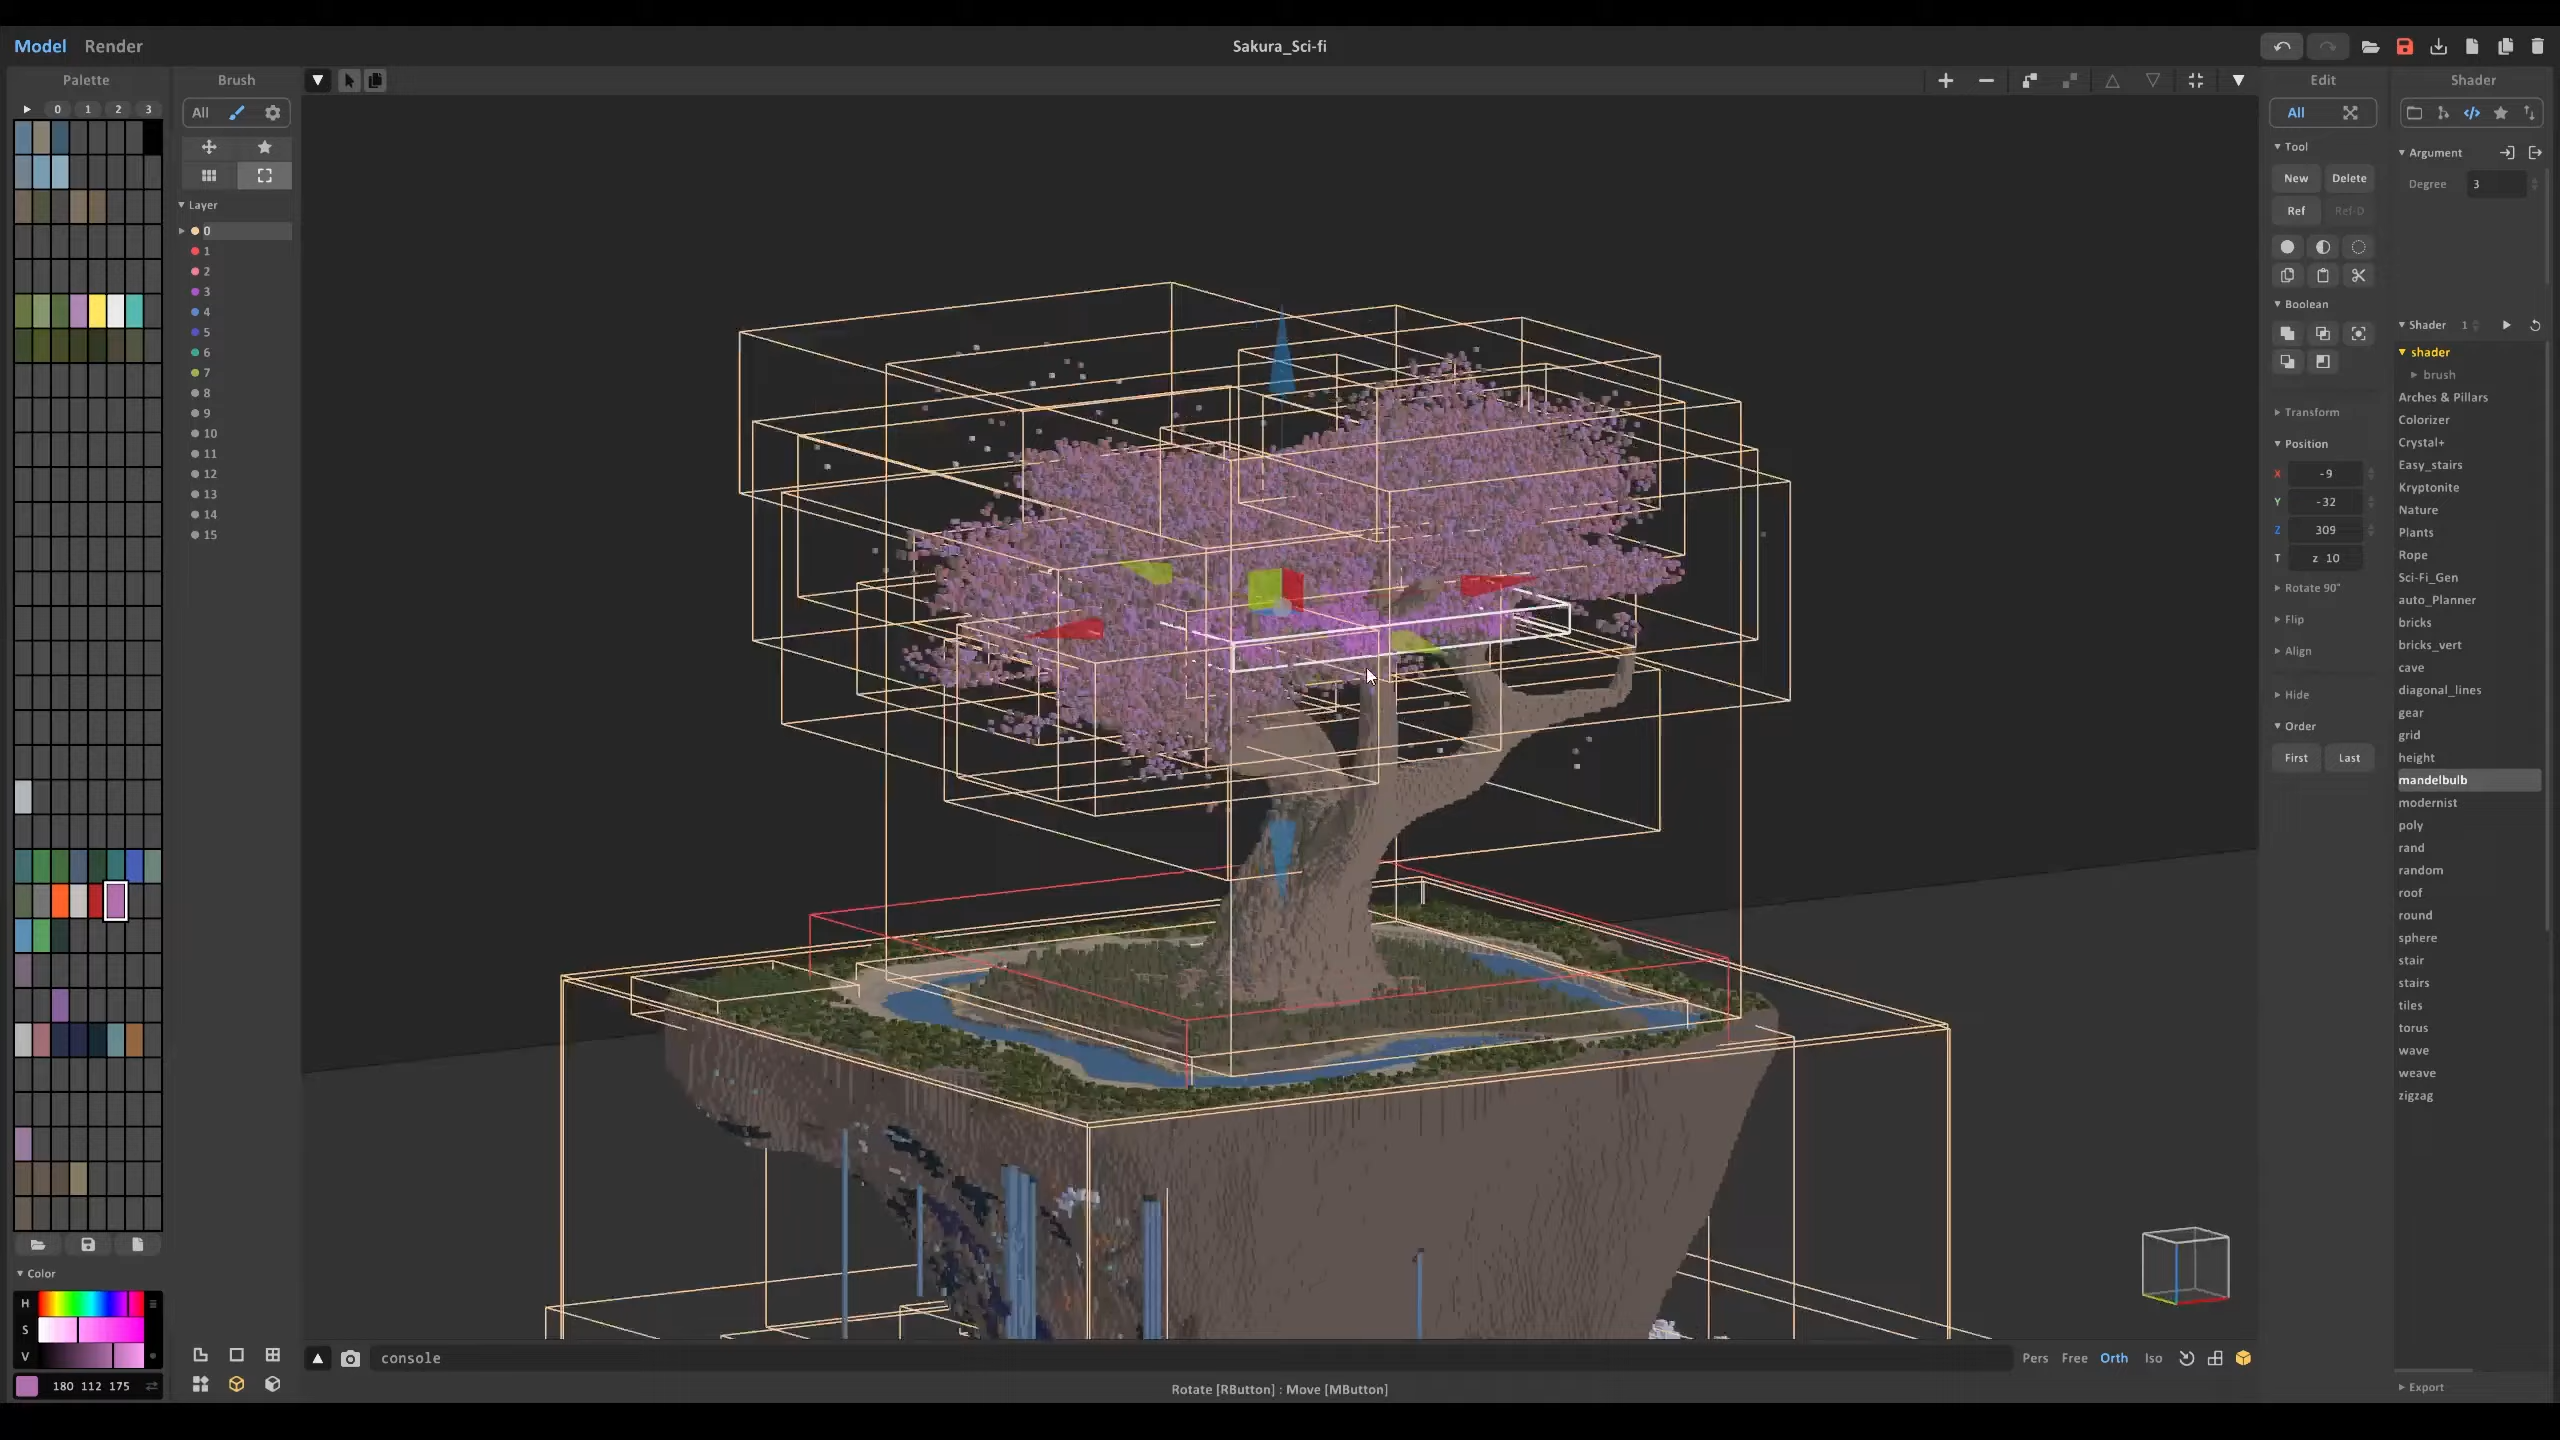 Model Render
Sakura_Sci-fi
Palette
0 1 2 3
Color
H
S
V
180 112 175
Brush
All
Layer
0
1
2
3
4
5
6
7
8
9
10
11
12
13
14
15
console
Pers Free Orth Iso
Rotate [RButton] : Move [MButton]
Edit
All
Tool
New Delete
Ref Ref-D
Boolean
Transform
Position
X -9
Y -32
Z 309
T z 10
Rotate 90°
Flip
Align
Hide
Order
First Last
Shader
Argument
Degree 3
Shader 1
shader
brush
Arches & Pillars
Colorizer
Crystal+
Easy_stairs
Kryptonite
Nature
Plants
Rope
Sci-Fi_Gen
auto_Planner
bricks
bricks_vert
cave
diagonal_lines
gear
grid
height
mandelbulb
modernist
poly
rand
random
roof
round
sphere
stair
stairs
tiles
torus
wave
weave
zigzag
Export